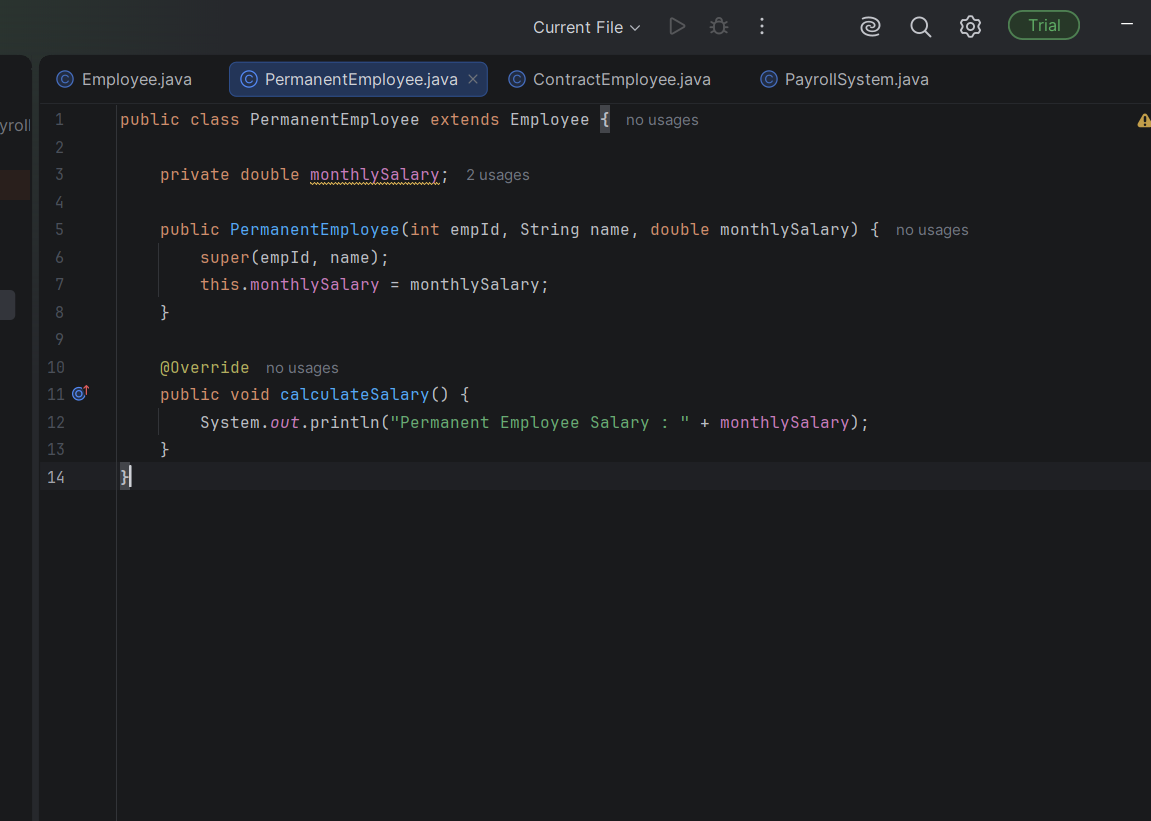 Current File
Trial
Employee.java
PermanentEmployee.java
ContractEmployee.java
PayrollSystem.java
yroll
1 public class PermanentEmployee extends Employee { no usages
2
3 private double monthlySalary; 2 usages
4
5 public PermanentEmployee(int empId, String name, double monthlySalary) { no usages
6 super(empId, name);
7 this.monthlySalary = monthlySalary;
8 }
9
10 @Override no usages
11 public void calculateSalary() {
12 System.out.println("Permanent Employee Salary : " + monthlySalary);
13 }
14 }